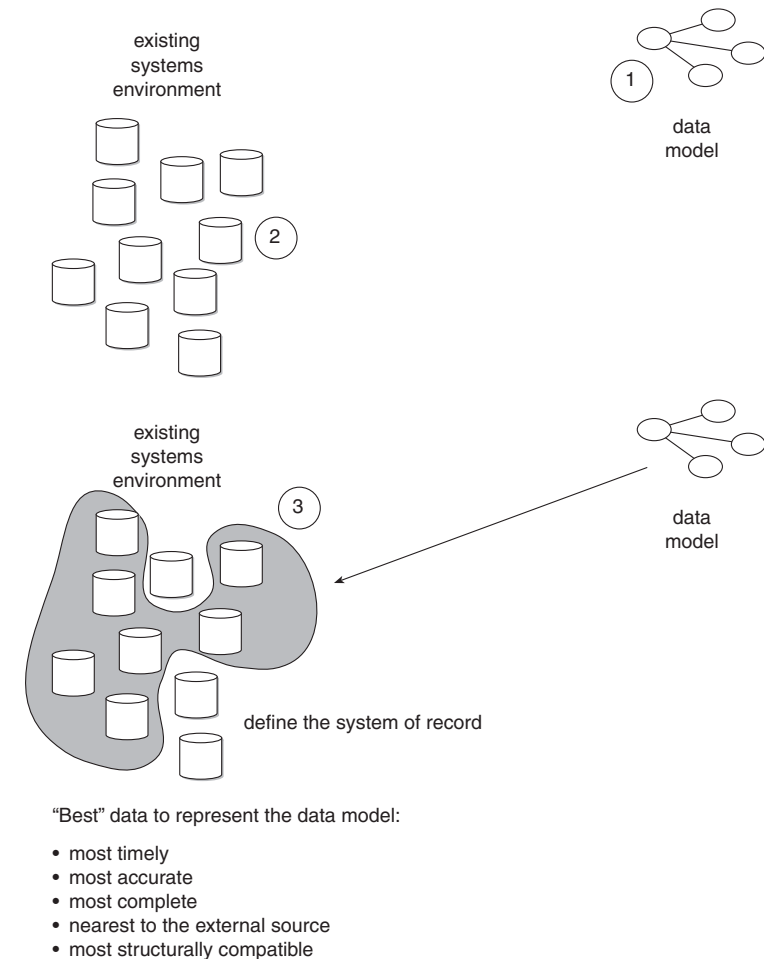 existing
systems
environment
1
data
model
2
existing
systems
environment
3
data
model
define the system of record
“Best” data to represent the data model:
• most timely
• most accurate
• most complete
• nearest to the external source
• most structurally compatible